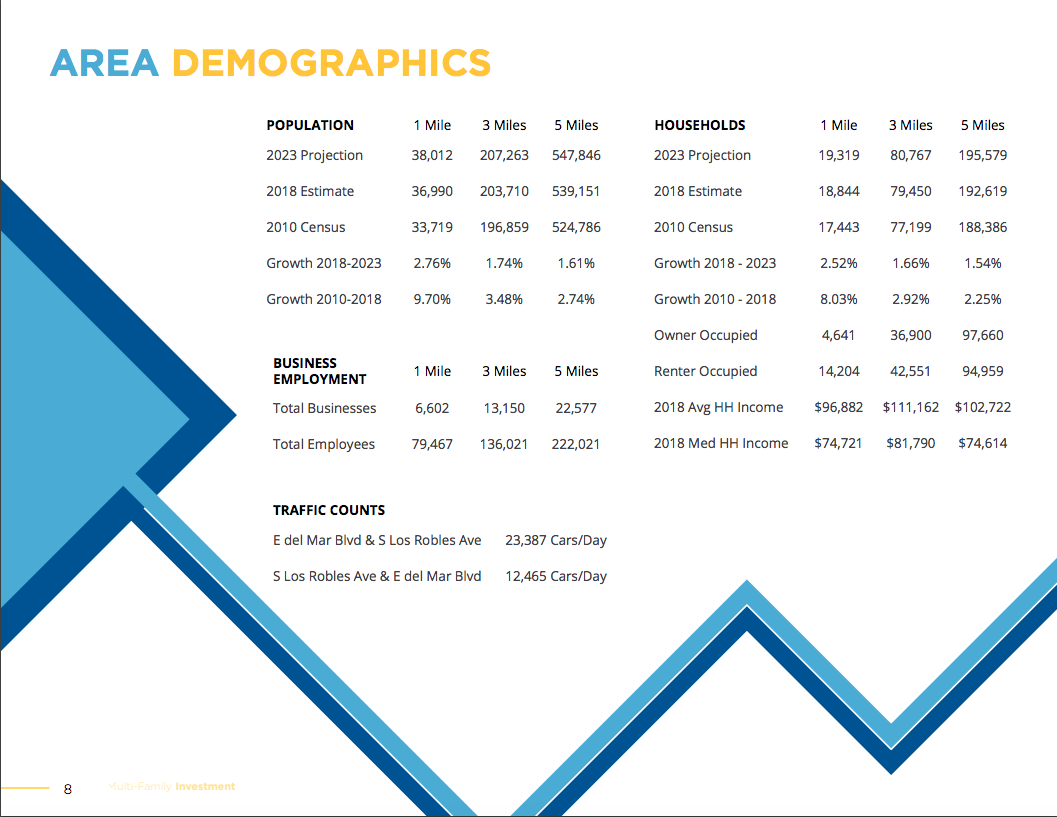 AREA DEMOGRAPHICS
POPULATION 1 Mile 3 Miles 5 Miles
2023 Projection 38,012 207,263 547,846
2018 Estimate 36,990 203,710 539,151
2010 Census 33,719 196,859 524,786
Growth 2018-2023 2.76% 1.74% 1.61%
Growth 2010-2018 9.70% 3.48% 2.74%
BUSINESS
EMPLOYMENT 1 Mile 3 Miles 5 Miles
Total Businesses 6,602 13,150 22,577
Total Employees 79,467 136,021 222,021
TRAFFIC COUNTS
E del Mar Blvd & S Los Robles Ave 23,387 Cars/Day
S Los Robles Ave & E del Mar Blvd 12,465 Cars/Day
HOUSEHOLDS 1 Mile 3 Miles 5 Miles
2023 Projection 19,319 80,767 195,579
2018 Estimate 18,844 79,450 192,619
2010 Census 17,443 77,199 188,386
Growth 2018 - 2023 2.52% 1.66% 1.54%
Growth 2010 - 2018 8.03% 2.92% 2.25%
Owner Occupied 4,641 36,900 97,660
Renter Occupied 14,204 42,551 94,959
2018 Avg HH Income $96,882 $111,162 $102,722
2018 Med HH Income $74,721 $81,790 $74,614
8 Multi-Family Investment